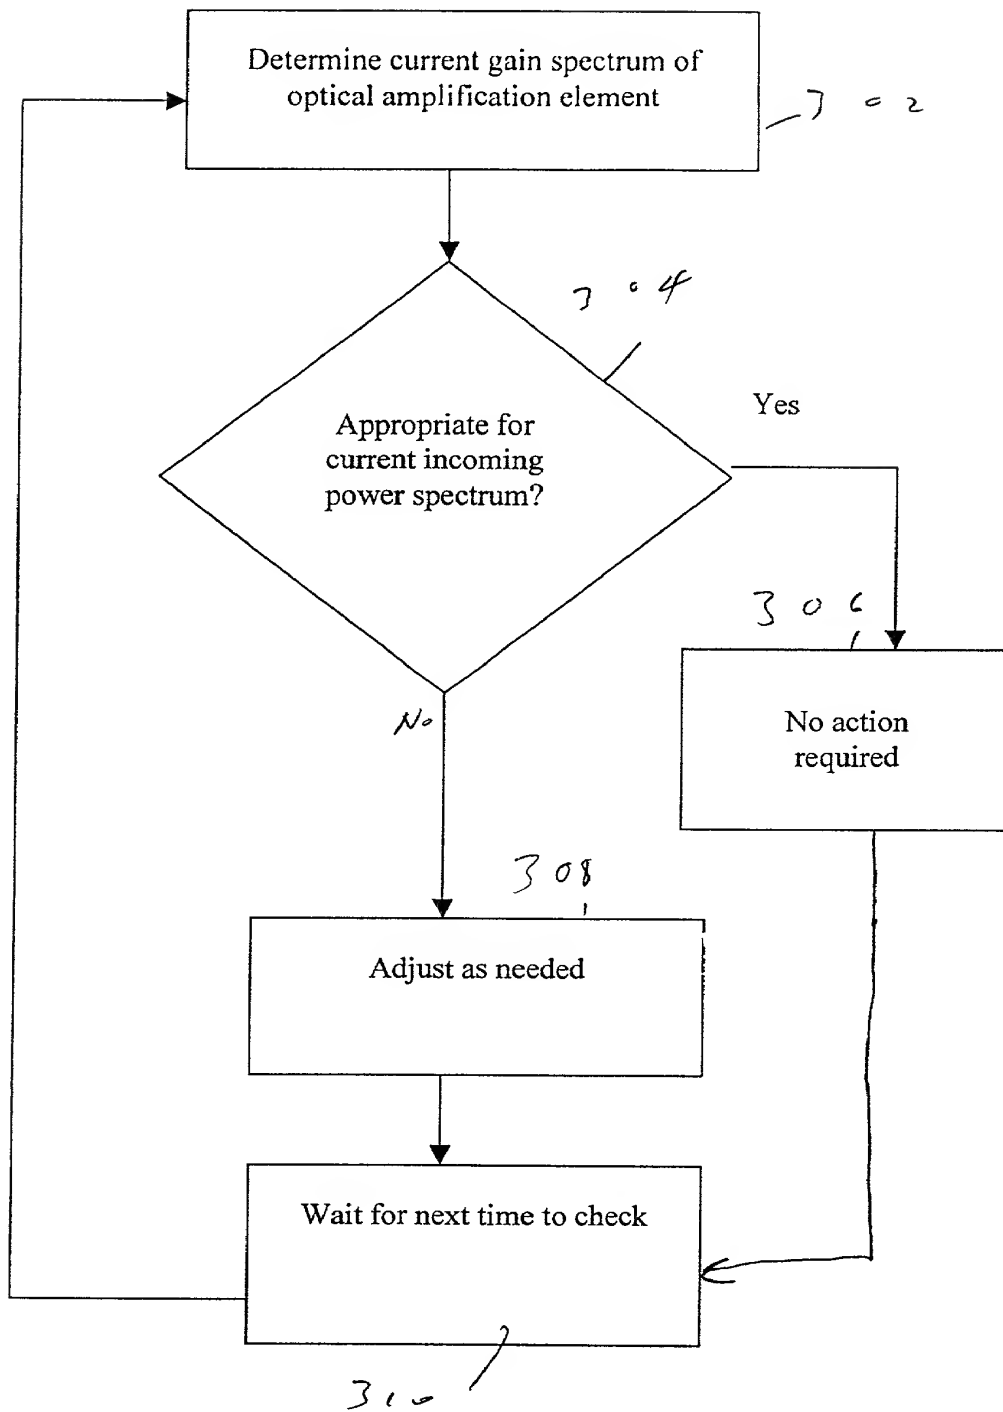 Determine current gain spectrum of
optical amplification element
302
304
Appropriate for
current incoming
power spectrum?
Yes
306
No action
required
No
308
Adjust as needed
Wait for next time to check
310